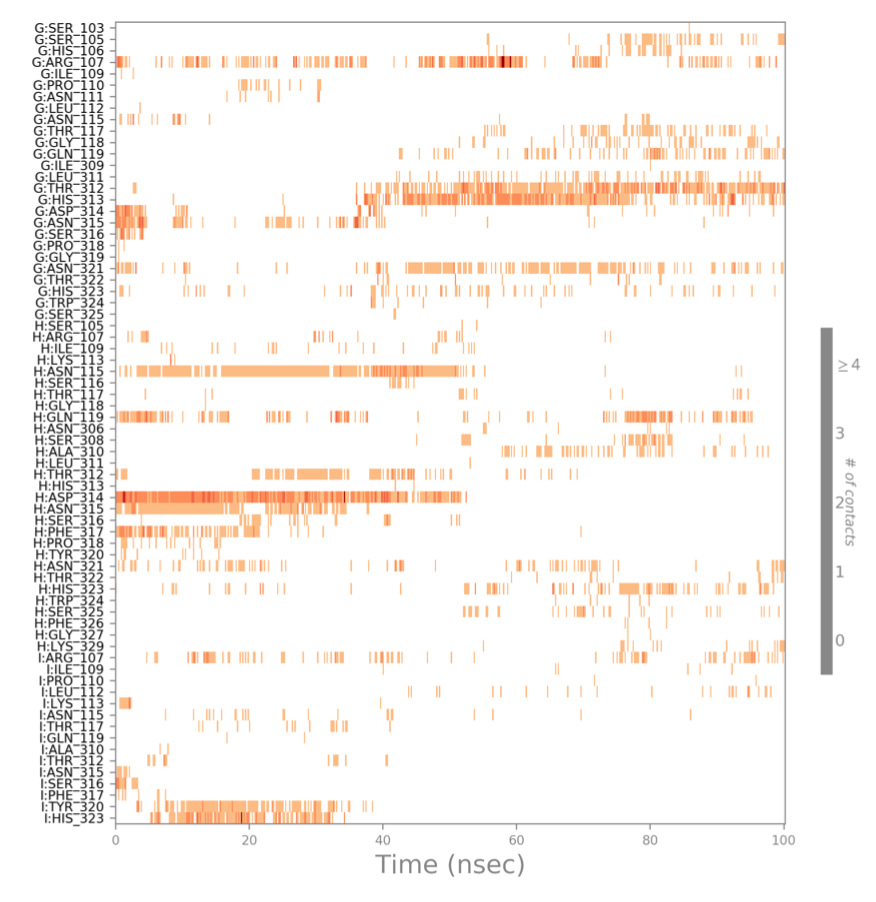 G:SER_103
G:SER_105
G:HIS_106
G:ARG_107
G:ILE_109
G:PRO_110
G:ASN_111
G:LEU_112
G:ASN_115
G:THR_117
G:GLY_118
G:GLN_119
G:ILE_309
G:LEU_311
G:THR_312
G:HIS_313
G:ASP_314
G:ASN_315
G:SER_316
G:PRO_318
G:GLY_319
G:ASN_321
G:THR_322
G:HIS_323
G:TRP_324
G:SER_325
H:SER_105
H:ARG_107
H:ILE_109
H:LYS_113
H:ASN_115
H:SER_116
H:THR_117
H:GLY_118
H:GLN_119
H:ASN_306
H:SER_308
H:ALA_310
H:LEU_311
H:THR_312
H:HIS_313
H:ASP_314
H:ASN_315
H:SER_316
H:PHE_317
H:PRO_318
H:TYR_320
H:ASN_321
H:THR_322
H:HIS_323
H:TRP_324
H:SER_325
H:PHE_326
H:GLY_327
H:LYS_329
I:ARG_107
I:ILE_109
I:PRO_110
I:LEU_112
I:LYS_113
I:ASN_115
I:THR_117
I:GLN_119
I:ALA_310
I:THR_312
I:ASN_315
I:SER_316
I:PHE_317
I:TYR_320
I:HIS_323
0 20 40 60 80 100
Time (nsec)
≥4
3
2
1
0
# of contacts